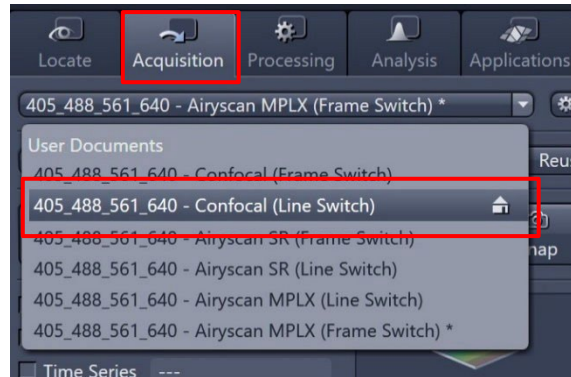 Locate Acquisition Processing Analysis Applications
405_488_561_640 - Airyscan MPLX (Frame Switch) *
User Documents
405_488_561_640 - Confocal (Frame Switch)
Reu
405_488_561_640 - Confocal (Line Switch)
405_488_561_640 - Airyscan SR (Frame Switch)
nap
405_488_561_640 - Airyscan SR (Line Switch)
405_488_561_640 - Airyscan MPLX (Line Switch)
405_488_561_640 - Airyscan MPLX (Frame Switch) *
Time Series ---